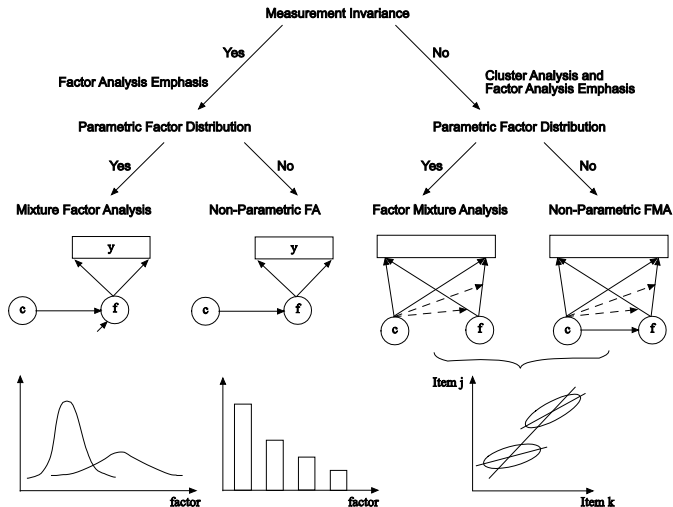 Measurement Invariance
Yes
No
Factor Analysis Emphasis
Cluster Analysis and
Factor Analysis Emphasis
Parametric Factor Distribution
Parametric Factor Distribution
Yes
No
Yes
No
Mixture Factor Analysis
Non-Parametric FA
Factor Mixture Analysis
Non-Parametric FMA
y
y
c
f
c
f
c
f
c
f
Item j
factor
factor
Item k